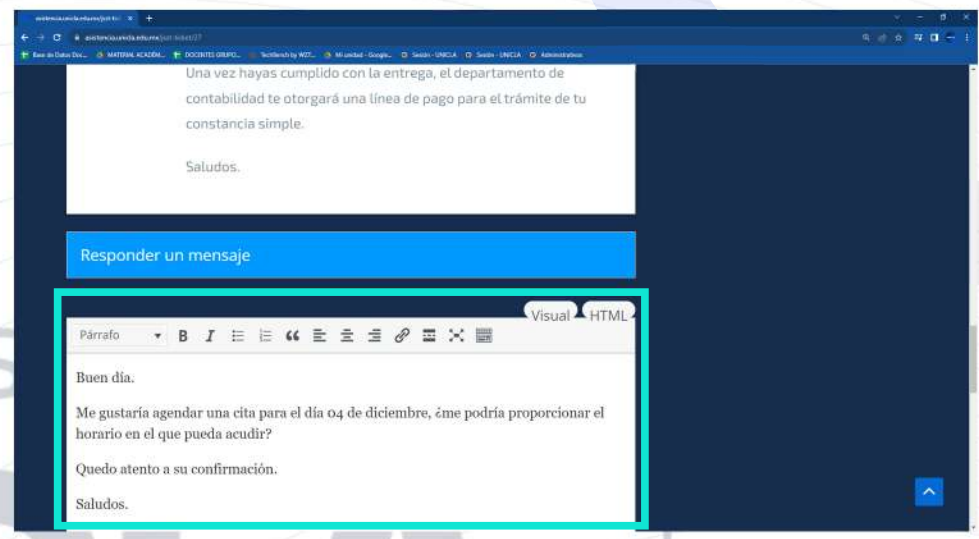 Una vez hayas cumplido con la entrega, el departamento de
contabilidad te otorgará una línea de pago para el trámite de tu
constancia simple.
Saludos.
Responder un mensaje
Visual HTML
Párrafo
Buen día.
Me gustaría agendar una cita para el día 04 de diciembre, ¿me podría proporcionar el
horario en el que pueda acudir?
Quedo atento a su confirmación.
Saludos.